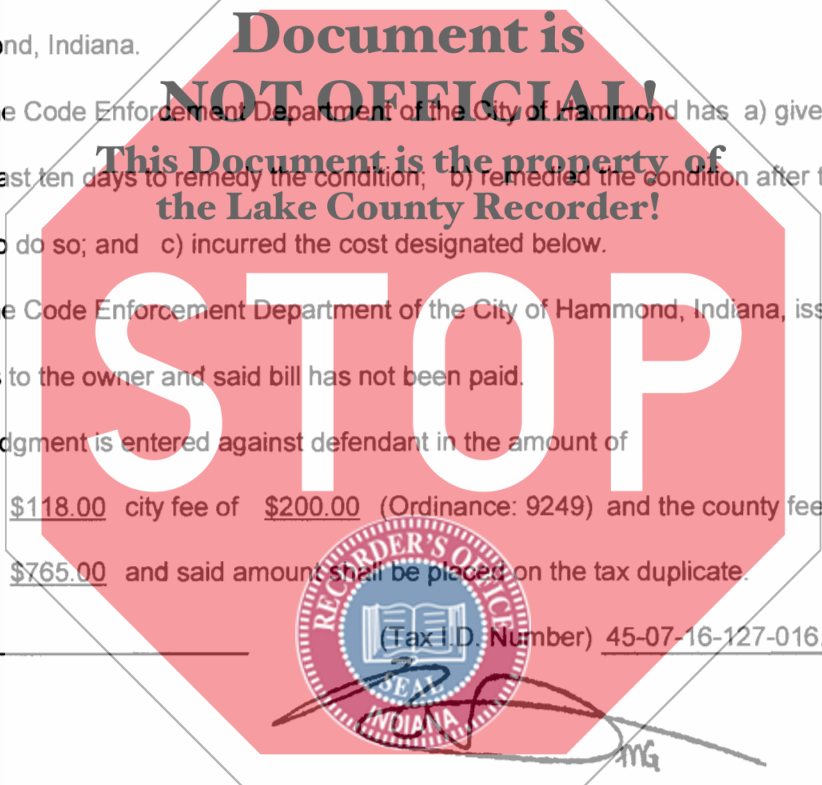 Document is
nd, Indiana.
NOT OFFICIAL!
e Code Enforcement Department of the City of Hammond has a) give
This Document is the property of
ast ten days to remedy the condition; b) remedied the condition after t
the Lake County Recorder!
o do so; and c) incurred the cost designated below.
e Code Enforcement Department of the City of Hammond, Indiana, iss
STOP
to the owner and said bill has not been paid.
dgment is entered against defendant in the amount of
$118.00 city fee of $200.00 (Ordinance: 9249) and the county fee
$765.00 and said amount shall be placed on the tax duplicate.
(Tax I.D. Number) 45-07-16-127-016.
RECORDER'S OFFICE
SEAL
INDIANA
MG